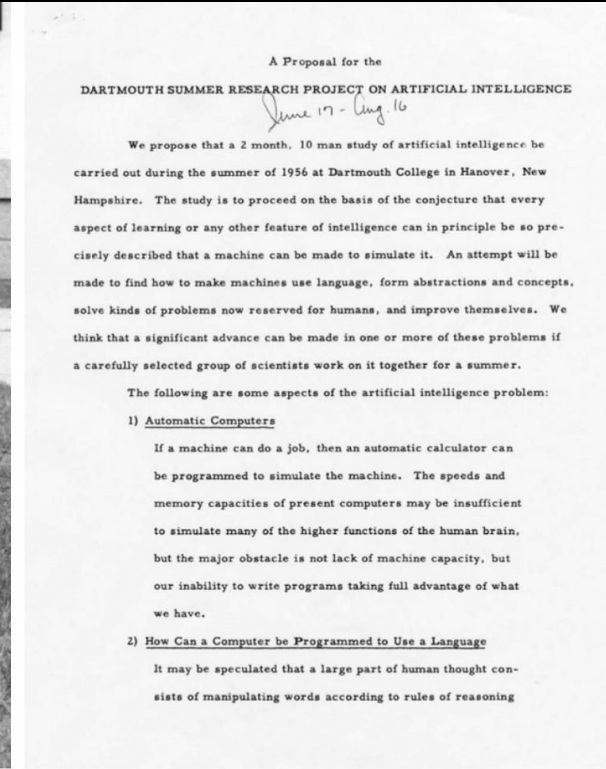 A Proposal for the
DARTMOUTH SUMMER RESEARCH PROJECT ON ARTIFICIAL INTELLIGENCE
June 17 - Aug. 16
We propose that a 2 month, 10 man study of artificial intelligence be
carried out during the summer of 1956 at Dartmouth College in Hanover, New
Hampshire. The study is to proceed on the basis of the conjecture that every
aspect of learning or any other feature of intelligence can in principle be so pre-
cisely described that a machine can be made to simulate it. An attempt will be
made to find how to make machines use language, form abstractions and concepts,
solve kinds of problems now reserved for humans, and improve themselves. We
think that a significant advance can be made in one or more of these problems if
a carefully selected group of scientists work on it together for a summer.
The following are some aspects of the artificial intelligence problem:
1) Automatic Computers
If a machine can do a job, then an automatic calculator can
be programmed to simulate the machine. The speeds and
memory capacities of present computers may be insufficient
to simulate many of the higher functions of the human brain,
but the major obstacle is not lack of machine capacity, but
our inability to write programs taking full advantage of what
we have.
2) How Can a Computer be Programmed to Use a Language
It may be speculated that a large part of human thought con-
sists of manipulating words according to rules of reasoning